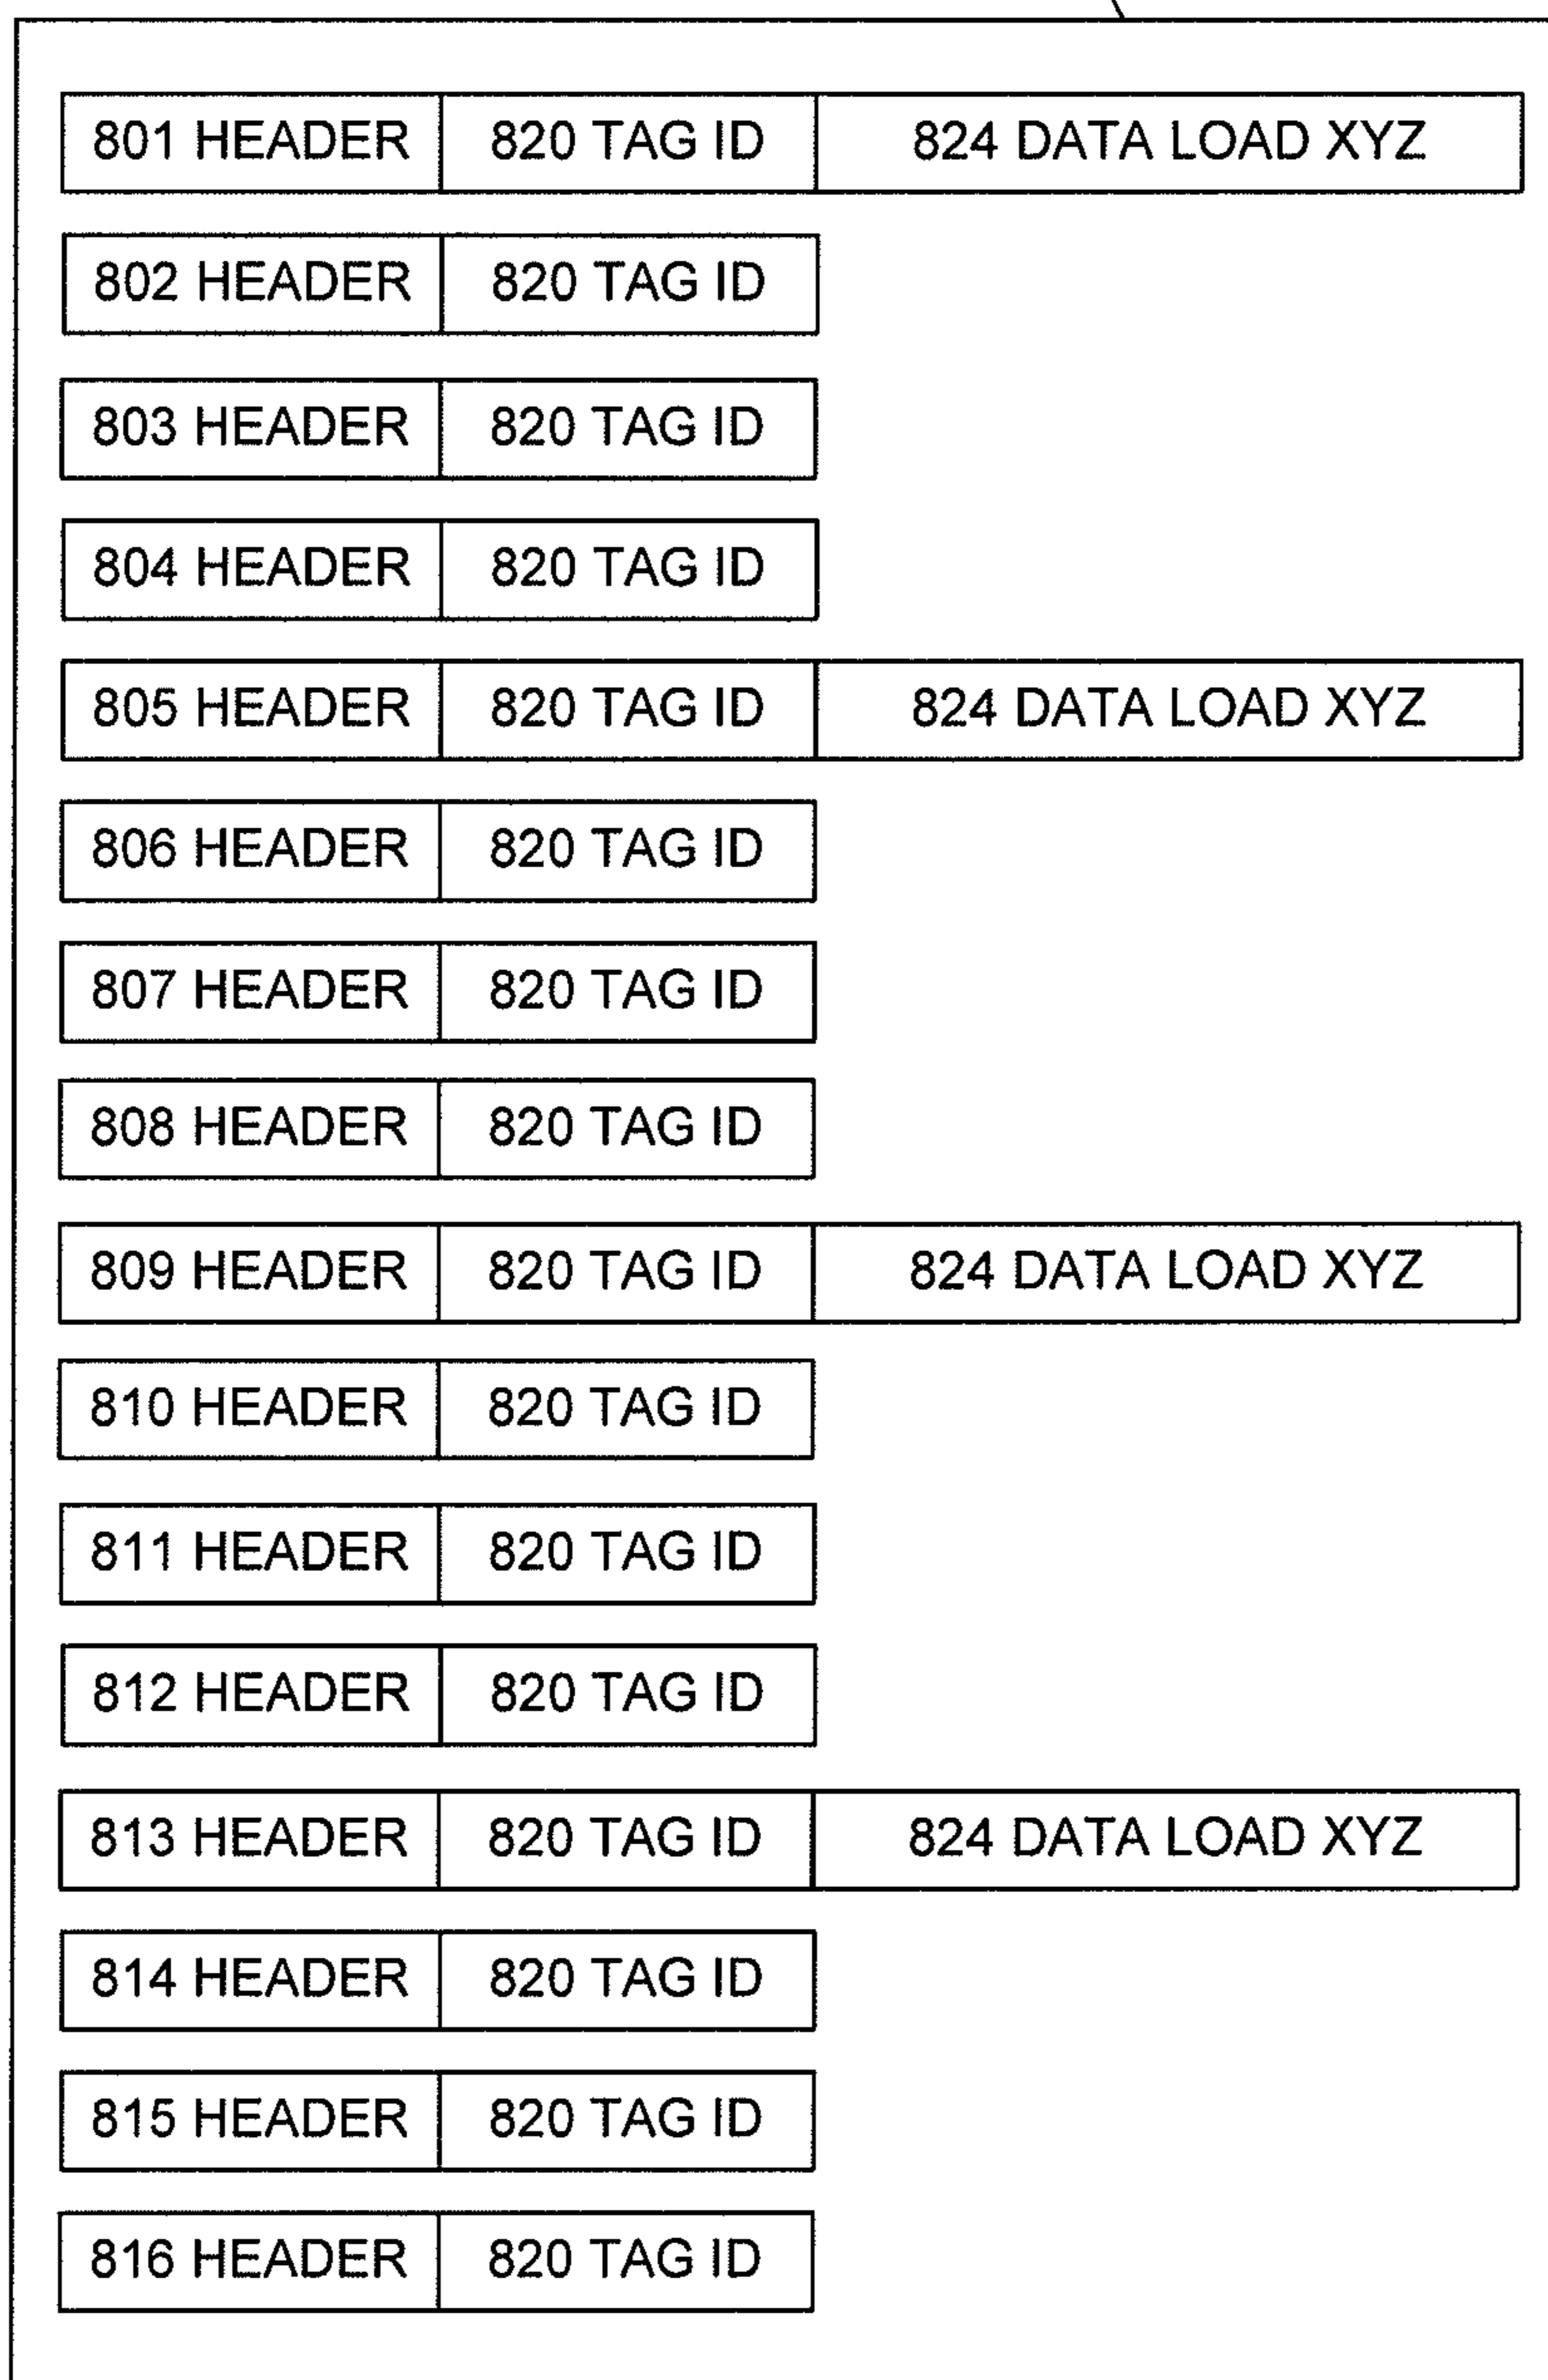 801 HEADER 820 TAG ID 824 DATA LOAD XYZ
802 HEADER 820 TAG ID
803 HEADER 820 TAG ID
804 HEADER 820 TAG ID
805 HEADER 820 TAG ID 824 DATA LOAD XYZ
806 HEADER 820 TAG ID
807 HEADER 820 TAG ID
808 HEADER 820 TAG ID
809 HEADER 820 TAG ID 824 DATA LOAD XYZ
810 HEADER 820 TAG ID
811 HEADER 820 TAG ID
812 HEADER 820 TAG ID
813 HEADER 820 TAG ID 824 DATA LOAD XYZ
814 HEADER 820 TAG ID
815 HEADER 820 TAG ID
816 HEADER 820 TAG ID